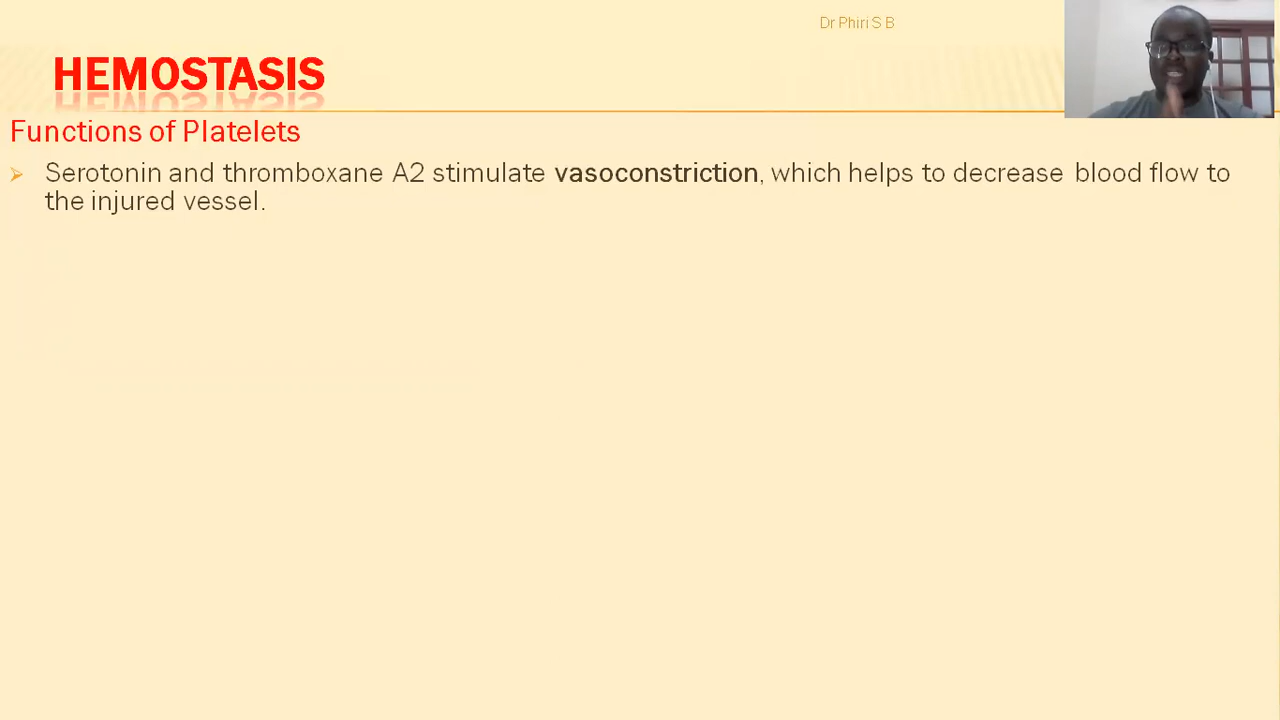 Dr Phiri S B
HEMOSTASIS
Functions of Platelets
Serotonin and thromboxane A2 stimulate vasoconstriction, which helps to decrease blood flow to
the injured vessel.